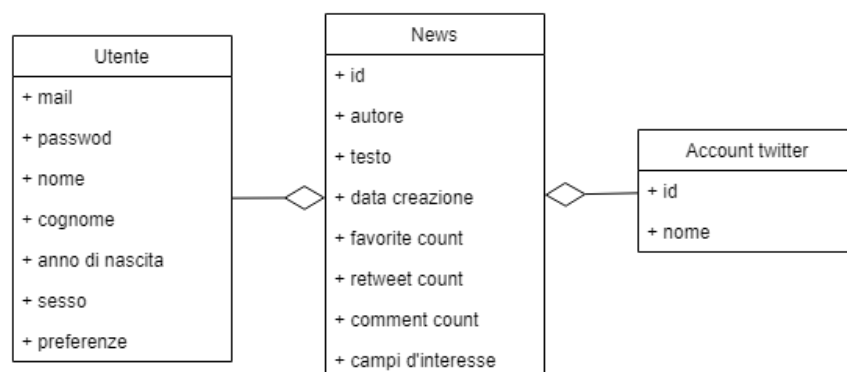 Utente
+ mail
+ passwod
+ nome
+ cognome
+ anno di nascita
+ sesso
+ preferenze
News
+ id
+ autore
+ testo
+ data creazione
+ favorite count
+ retweet count
+ comment count
+ campi d'interesse
Account twitter
+ id
+ nome